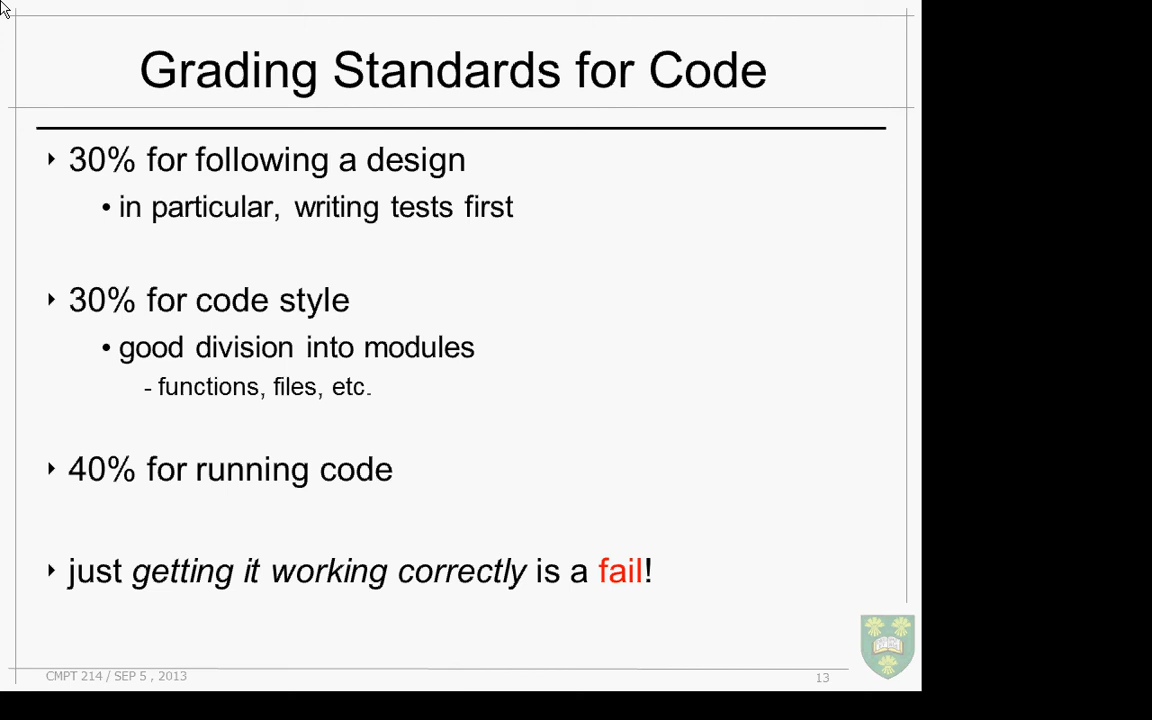 Grading Standards for Code
‣ 30% for following a design
• in particular, writing tests first
‣ 30% for code style
• good division into modules
- functions, files, etc.
‣ 40% for running code
‣ just getting it working correctly is a fail!
CMPT 214 / SEP 5 , 2013
13